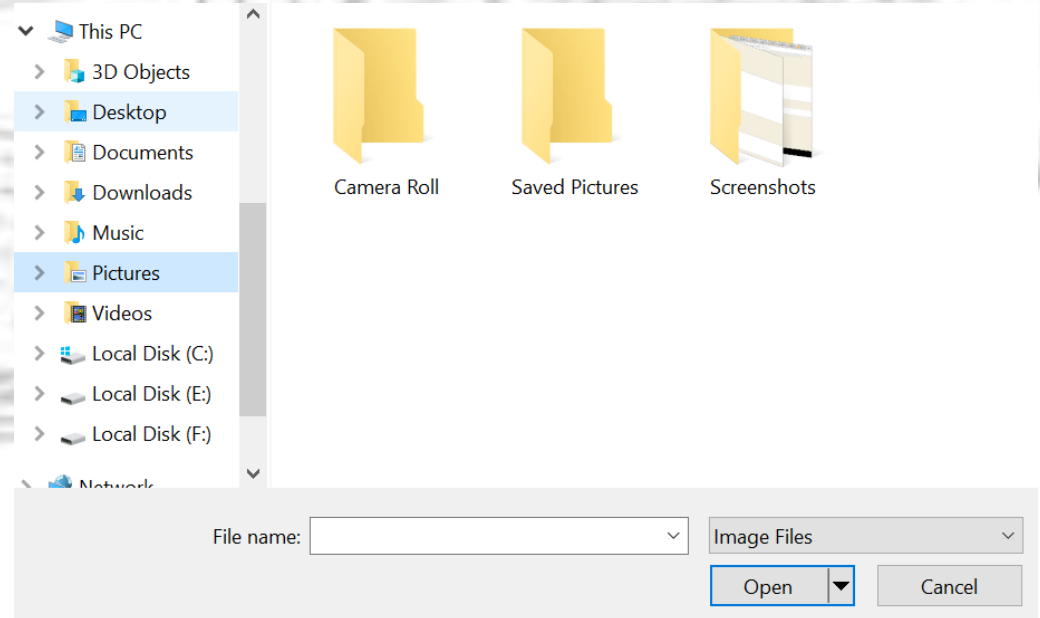 This PC
3D Objects
Desktop
Documents
Downloads
Music
Pictures
Videos
Local Disk (C:)
Local Disk (E:)
Local Disk (F:)
Network
Camera Roll
Saved Pictures
Screenshots
File name:
Image Files
Open
Cancel